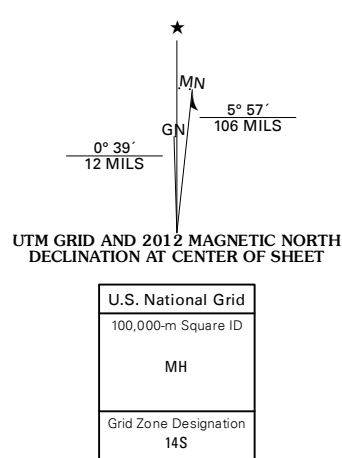 ★
MN
GN
5° 57´
106 MILS
0° 39´
12 MILS
UTM GRID AND 2012 MAGNETIC NORTH
DECLINATION AT CENTER OF SHEET
U.S. National Grid
100,000-m Square ID
MH
Grid Zone Designation
14S